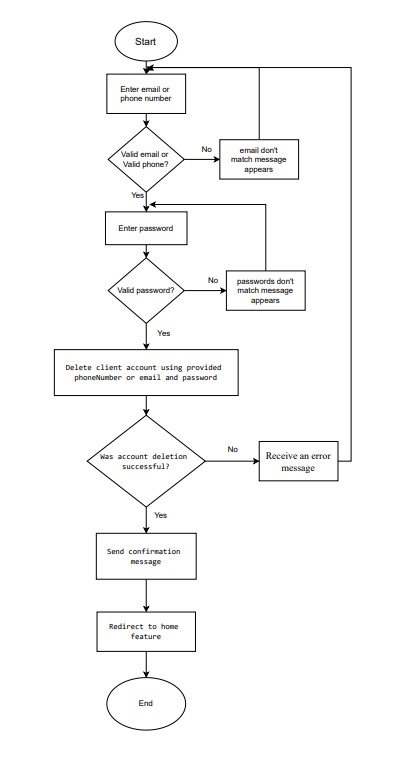 Start
Enter email or
phone number
Valid email or
Valid phone?
No
email don't
match message
appears
Yes
Enter password
Valid password?
No
passwords don't
match message
appears
Yes
Delete client account using provided
phoneNumber or email and password
Was account deletion
successful?
No
Receive an error
message
Yes
Send confirmation
message
Redirect to home
feature
End